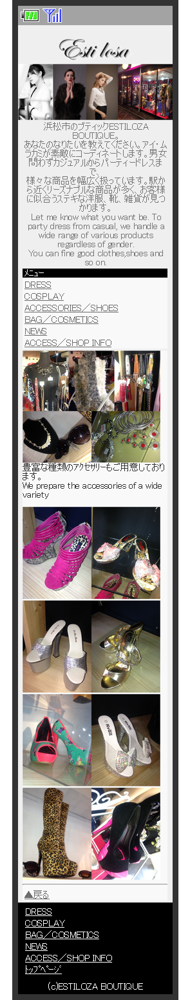 Esti losa
浜松市のブティックESTILOZA
BOUTIQUE。
あなたのなりたいを教えてください。アイ・ム
ラカミが素敵にコーディネートします。男女
問わずカジュアルからパーティードレスま
で、
様々な商品を幅広く扱っています。駅か
ら近くリーズナブルな商品が多く、お客様
に似合うステキな洋服、靴、雑貨が見つ
かります。
Let me know what you want be. To
party dress from casual, we handle a
wide range of various products
regardless of gender.
You can fine good clothes,shoes and
so on.
ﾒﾆｭｰ
DRESS
COSPLAY
ACCESSORIES／SHOES
BAG／COSMETICS
NEWS
ACCESS／SHOP INFO
豊富な種類のｱｸｾｻﾘｰもご用意しており
ます。
We prepare the accessories of a wide
variety
▲戻る
DRESS
COSPLAY
BAG／COSMETICS
NEWS
ACCESS／SHOP INFO
ﾄｯﾌﾟﾍﾟｰｼﾞ
(c)ESTILOZA BOUTIQUE